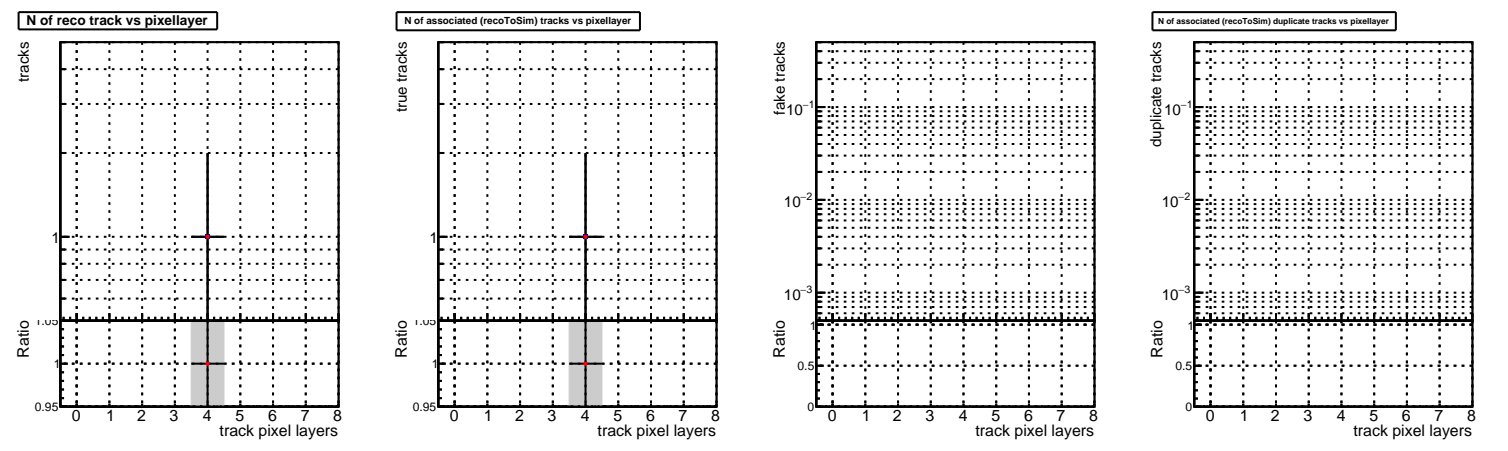 N of reco track vs pixellayer
tracks
1
1.05
Ratio
1
0.95
0 1 2 3 4 5 6 7 8
track pixel layers
N of associated (recoToSim) tracks vs pixellayer
true tracks
1
1.05
Ratio
1
0.95
0 1 2 3 4 5 6 7 8
track pixel layers
fake tracks
10−1
10−2
10−3
Ratio
1
0.5
0
0 1 2 3 4 5 6 7 8
track pixel layers
N of associated (recoToSim) duplicate tracks vs pixellayer
duplicate tracks
10−1
10−2
10−3
Ratio
1
0.5
0
0 1 2 3 4 5 6 7 8
track pixel layers